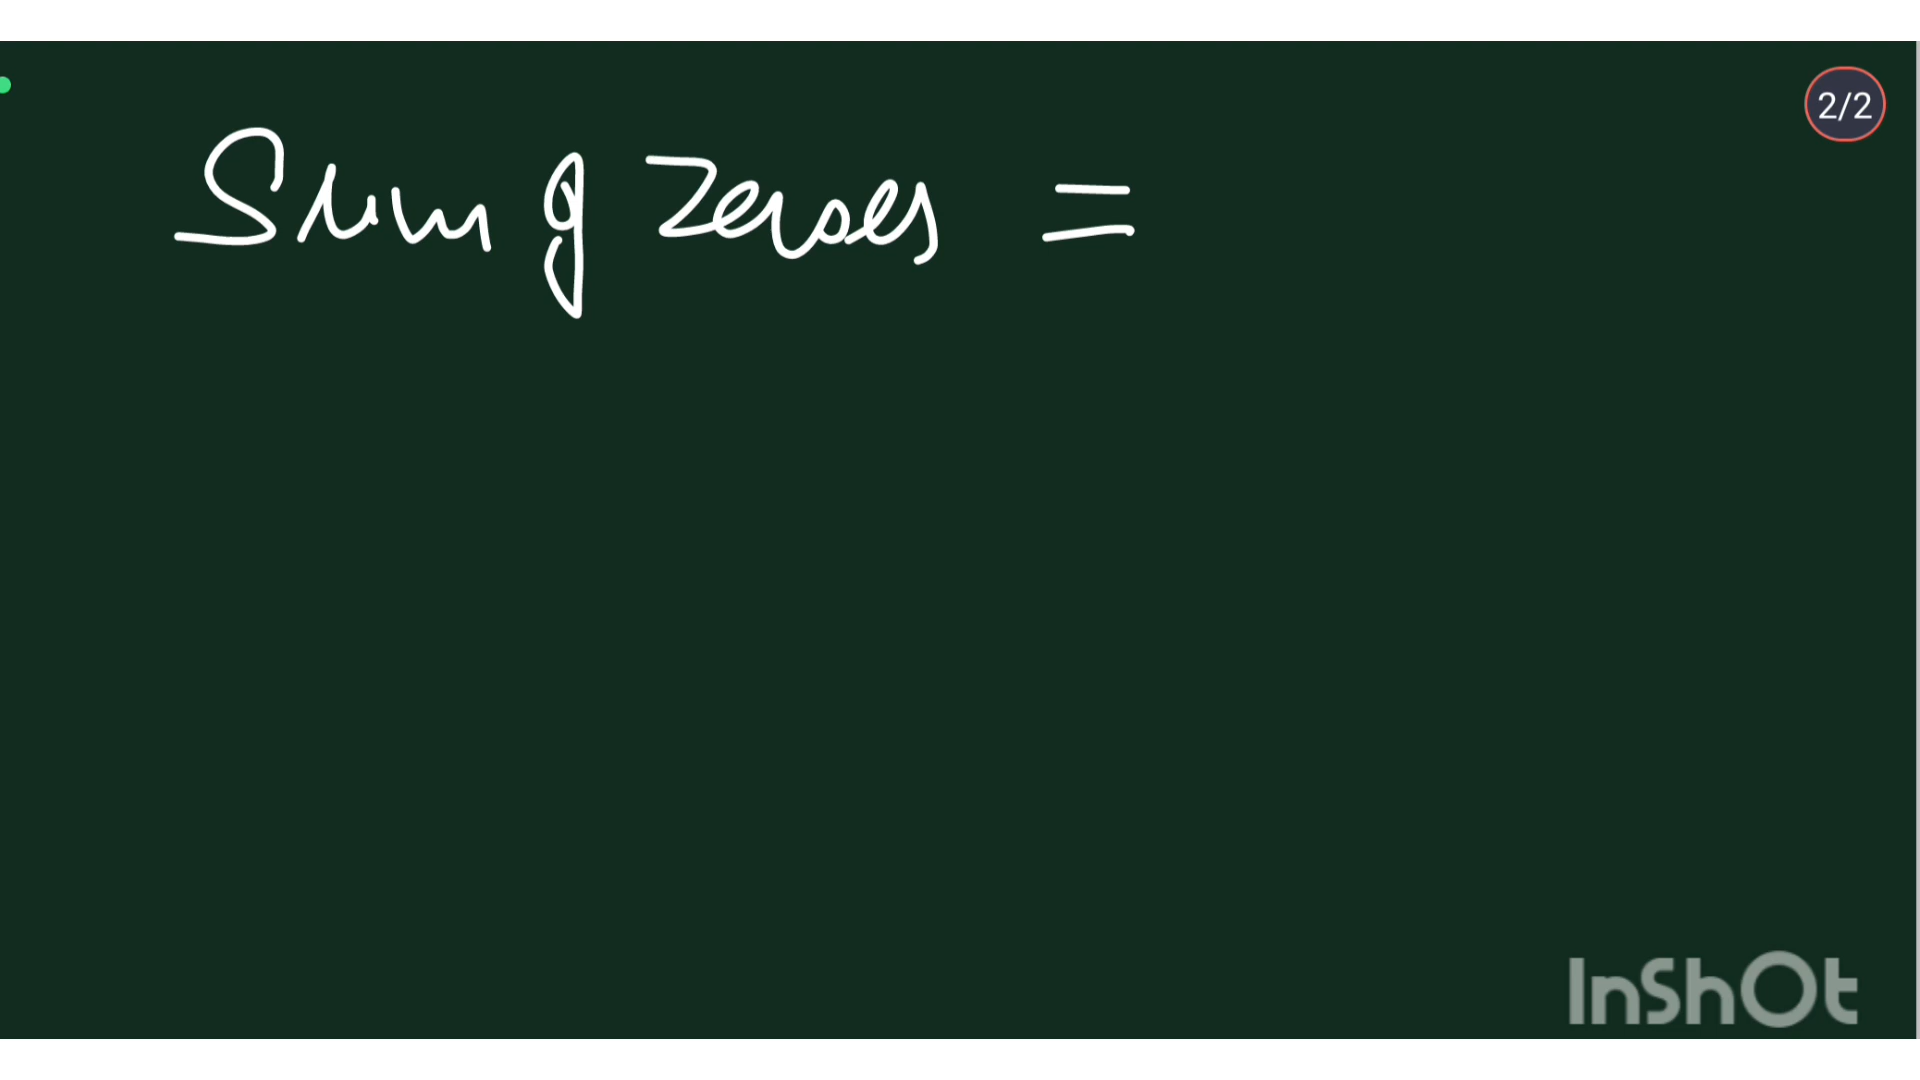 2/2
Sum of zeroes =
InShOt